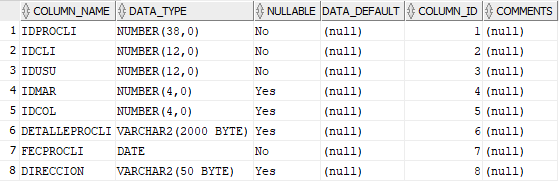 COLUMN_NAME DATA_TYPE NULLABLE DATA_DEFAULT COLUMN_ID COMMENTS
1 IDPROCLI NUMBER(38,0) No (null) 1 (null)
2 IDCLI NUMBER(12,0) No (null) 2 (null)
3 IDUSU NUMBER(12,0) No (null) 3 (null)
4 IDMAR NUMBER(4,0) Yes (null) 4 (null)
5 IDCOL NUMBER(4,0) Yes (null) 5 (null)
6 DETALLEPROCLI VARCHAR2(2000 BYTE) Yes (null) 6 (null)
7 FECPROCLI DATE No (null) 7 (null)
8 DIRECCION VARCHAR2(50 BYTE) Yes (null) 8 (null)